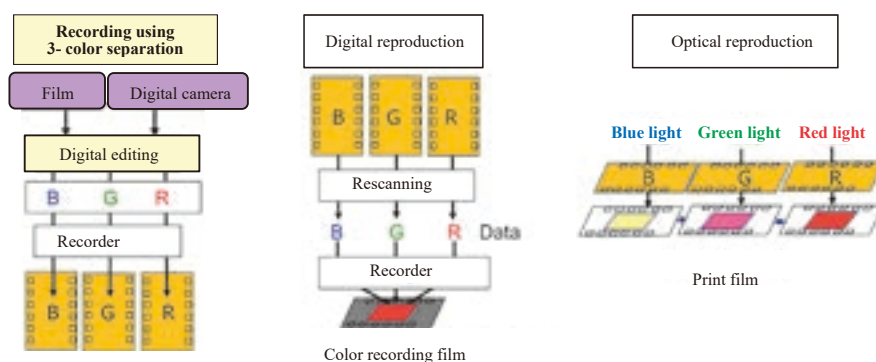 Recording using
3- color separation
Film
Digital camera
Digital editing
B G R
Recorder
B G R
Digital reproduction
B G R
Rescanning
B G R Data
Recorder
Color recording film
Optical reproduction
Blue light Green light Red light
B G R
Print film